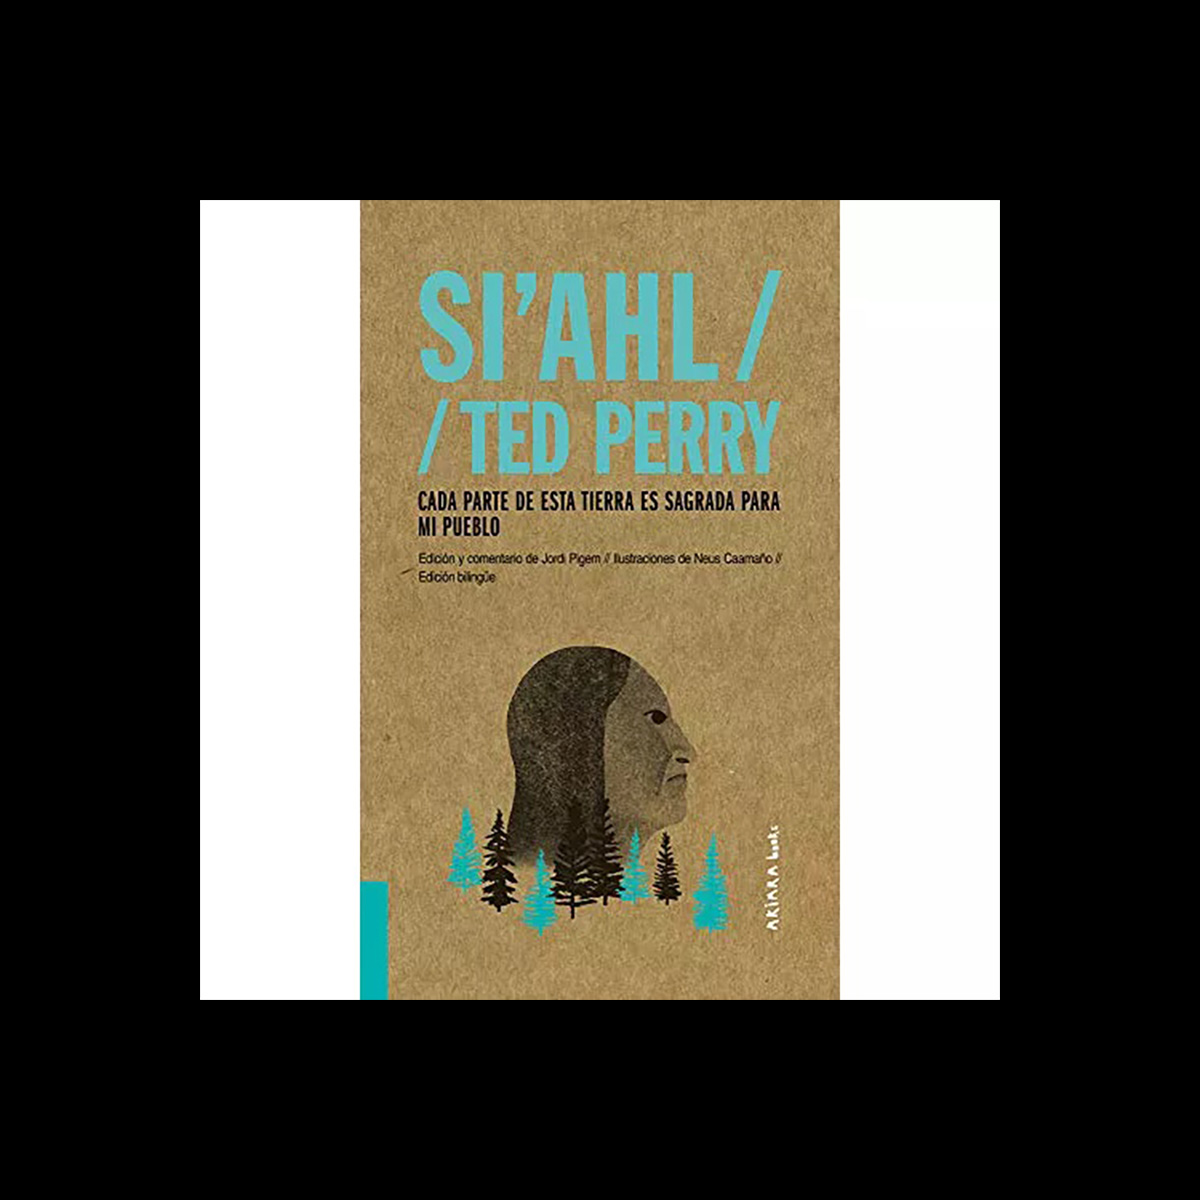 SI'AHL /
/ TED PERRY
CADA PARTE DE ESTA TIERRA ES SAGRADA PARA
MI PUEBLO
Edición y comentario de Jordi Pigem // Ilustraciones de Neus Caamaño //
Edición bilingüe
AKIARA books